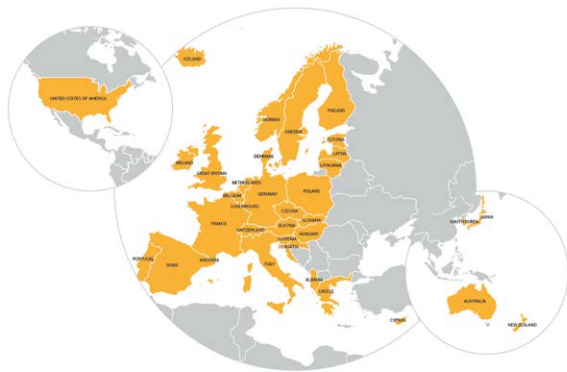 ICELAND
UNITED STATES OF AMERICA
FINLAND
NORWAY
SWEDEN
ESTONIA
LATVIA
DENMARK
LITHUANIA
IRELAND
GREAT BRITAIN
NETHERLANDS
POLAND
GERMANY
BELGIUM
LUXEMBOURG
CZECHIA
SLOVAKIA
FRANCE
AUSTRIA
SWITZERLAND
HUNGARY
SLOVENIA
CROATIA
PORTUGAL
SPAIN
ANDORRA
ITALY
ALBANIA
GREECE
CYPRUS
JAPAN
SOUTH KOREA
AUSTRALIA
NEW ZEALAND